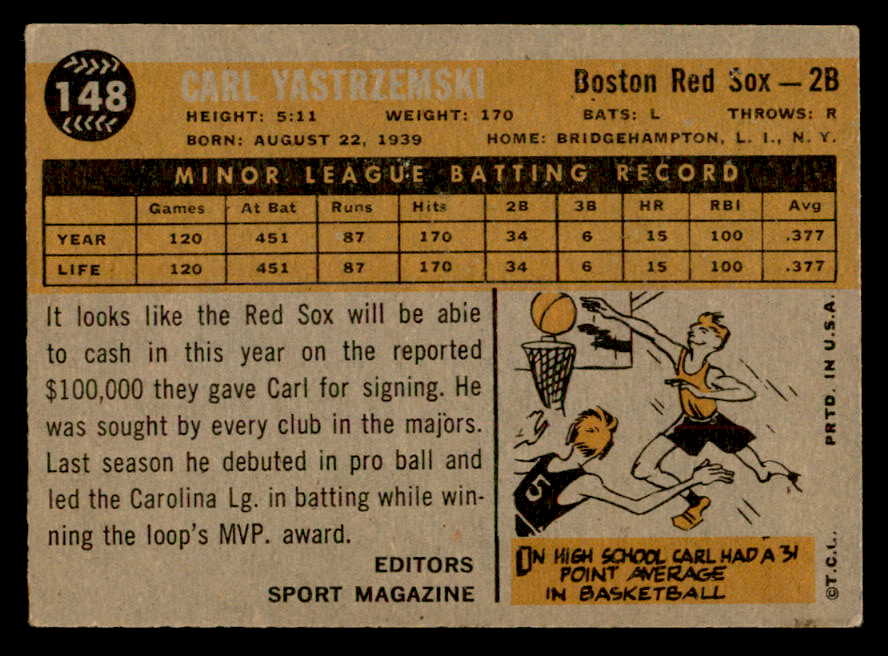 148
CARL YASTRZEMSKI
Boston Red Sox — 2B
HEIGHT: 5:11 WEIGHT: 170 BATS: L THROWS: R
BORN: AUGUST 22, 1939 HOME: BRIDGEHAMPTON, L. I., N. Y.
MINOR LEAGUE BATTING RECORD
Games At Bat Runs Hits 2B 3B HR RBI Avg
YEAR 120 451 87 170 34 6 15 100 .377
LIFE 120 451 87 170 34 6 15 100 .377
It looks like the Red Sox will be able
to cash in this year on the reported
$100,000 they gave Carl for signing. He
was sought by every club in the majors.
Last season he debuted in pro ball and
led the Carolina Lg. in batting while win-
ning the loop's MVP. award.
EDITORS
SPORT MAGAZINE
5
IN HIGH SCHOOL CARL HAD A 31
POINT AVERAGE
IN BASKETBALL
PRTD. IN U.S.A.
©T.C.G.